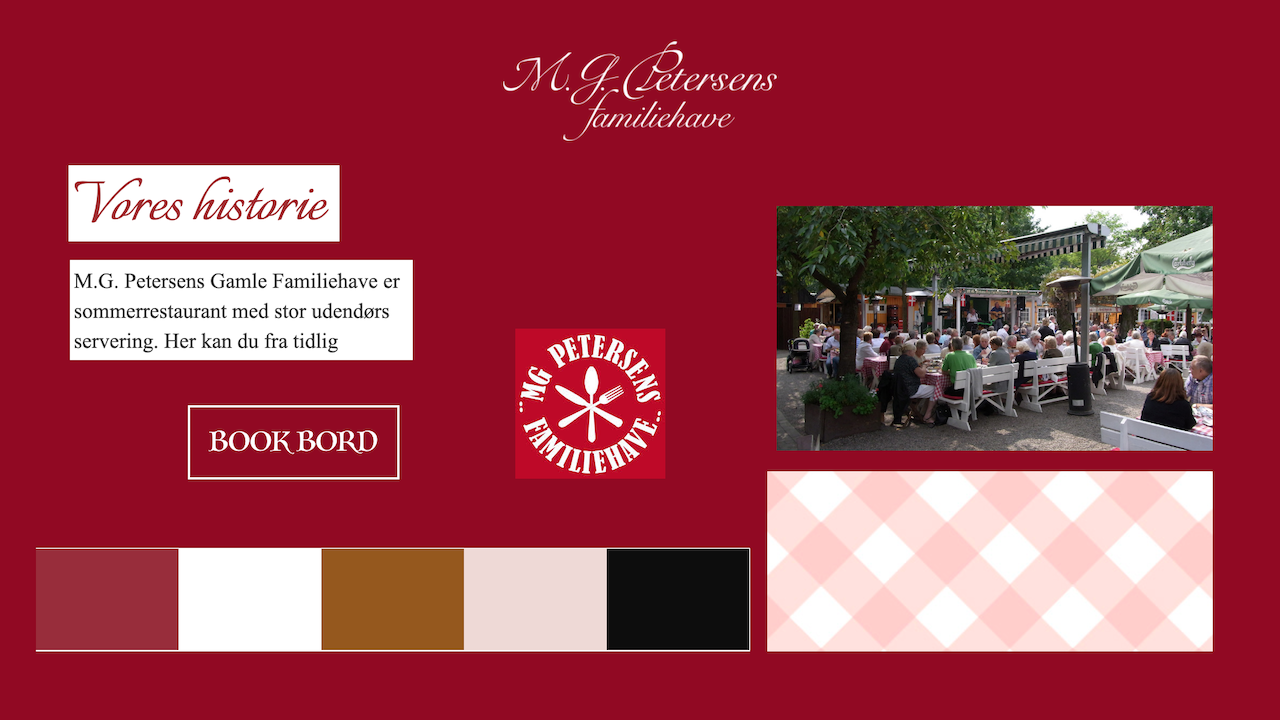 M.G. Petersens
familiehave
Vores historie
M.G. Petersens Gamle Familiehave er
sommerrestaurant med stor udendørs
servering. Her kan du fra tidlig
BOOK BORD
MG PETERSENS
FAMILIEHAVE